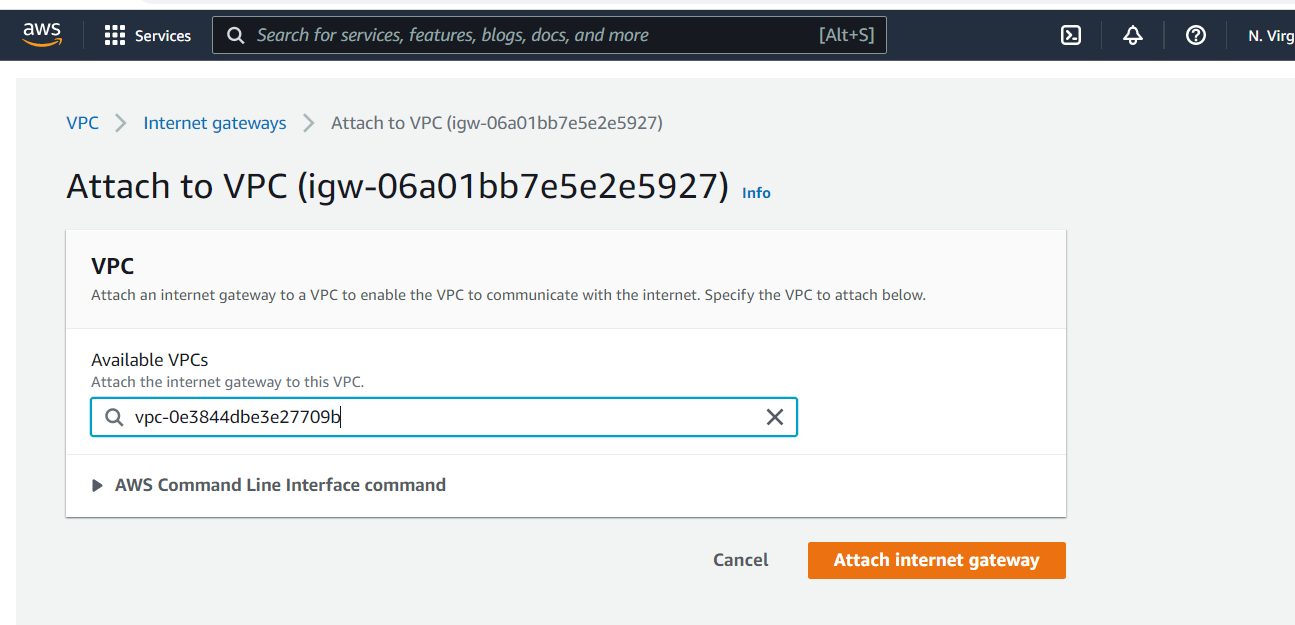 aws Services Search for services, features, blogs, docs, and more [Alt+S] N. Virg
VPC Internet gateways Attach to VPC (igw-06a01bb7e5e2e5927)
Attach to VPC (igw-06a01bb7e5e2e5927) Info
VPC
Attach an internet gateway to a VPC to enable the VPC to communicate with the internet. Specify the VPC to attach below.
Available VPCs
Attach the internet gateway to this VPC.
vpc-0e3844dbe3e27709b
AWS Command Line Interface command
Cancel Attach internet gateway